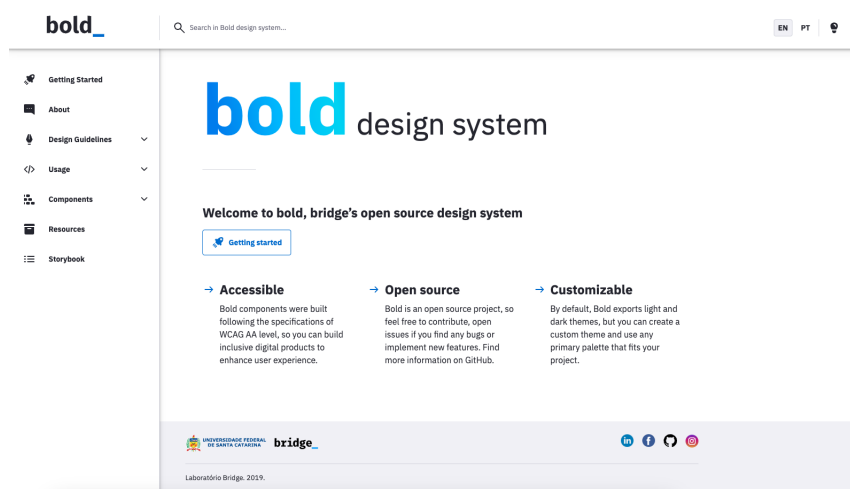 bold_
Search in Bold design system...
EN PT
Getting Started
About
Design Guidelines
Usage
Components
Resources
Storybook
bold design system
Welcome to bold, bridge's open source design system
Getting started
Accessible
Bold components were built
following the specifications of
WCAG AA level, so you can build
inclusive digital products to
enhance user experience.
Open source
Bold is an open source project, so
feel free to contribute, open
issues if you find any bugs or
implement new features. Find
more information on GitHub.
Customizable
By default, Bold exports light and
dark themes, but you can create a
custom theme and use any
primary palette that fits your
project.
UNIVERSIDADE FEDERAL
DE SANTA CATARINA
bridge_
in f
Laboratório Bridge. 2019.